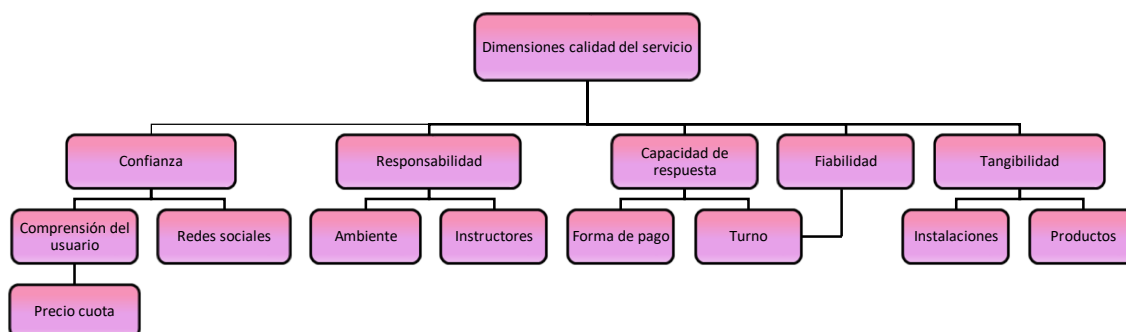 Dimensiones calidad del servicio
Confianza
Responsabilidad
Capacidad de
respuesta
Fiabilidad
Tangibilidad
Comprensión del
usuario
Redes sociales
Ambiente
Instructores
Forma de pago
Turno
Instalaciones
Productos
Precio cuota